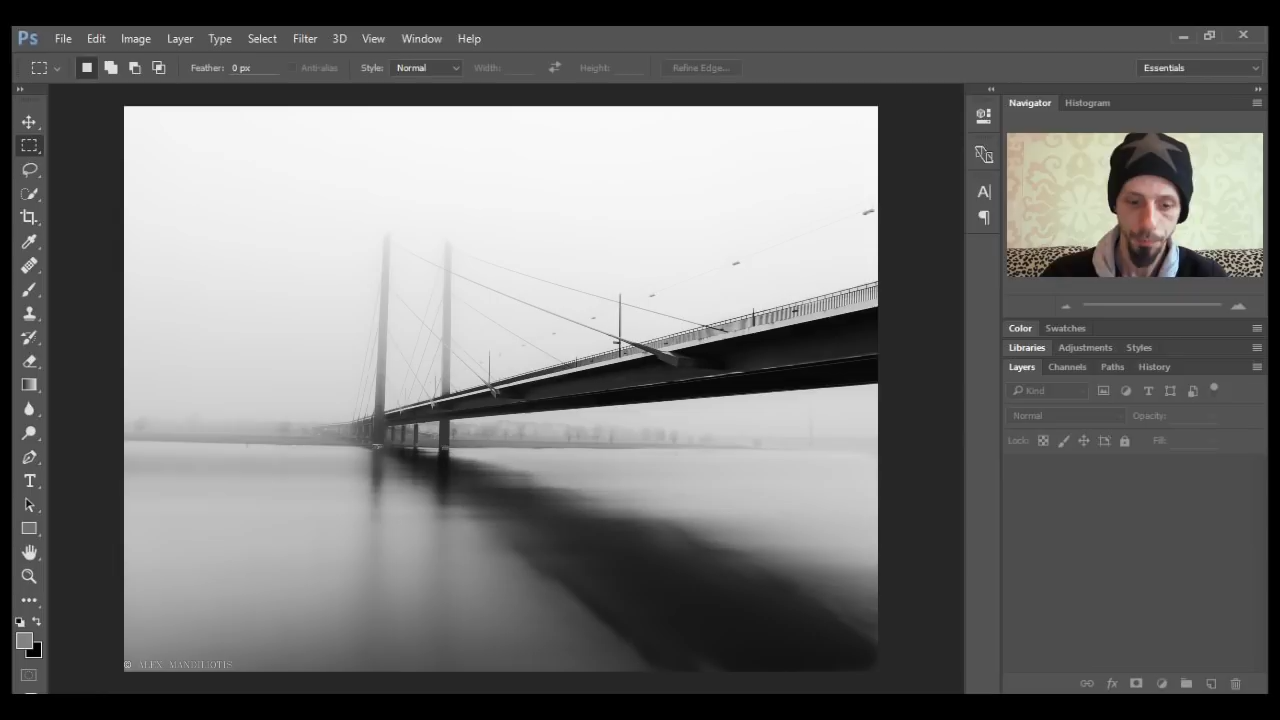 Ps File Edit Image Layer Type Select Filter 3D View Window Help
Feather: 0 px Anti-alias Style: Normal Width: Height: Refine Edge... Essentials
Navigator Histogram
Color Swatches
Libraries Adjustments Styles
Layers Channels Paths History
Kind
Normal Opacity:
Lock: Fill:
© ALEX MANDILIOTIS